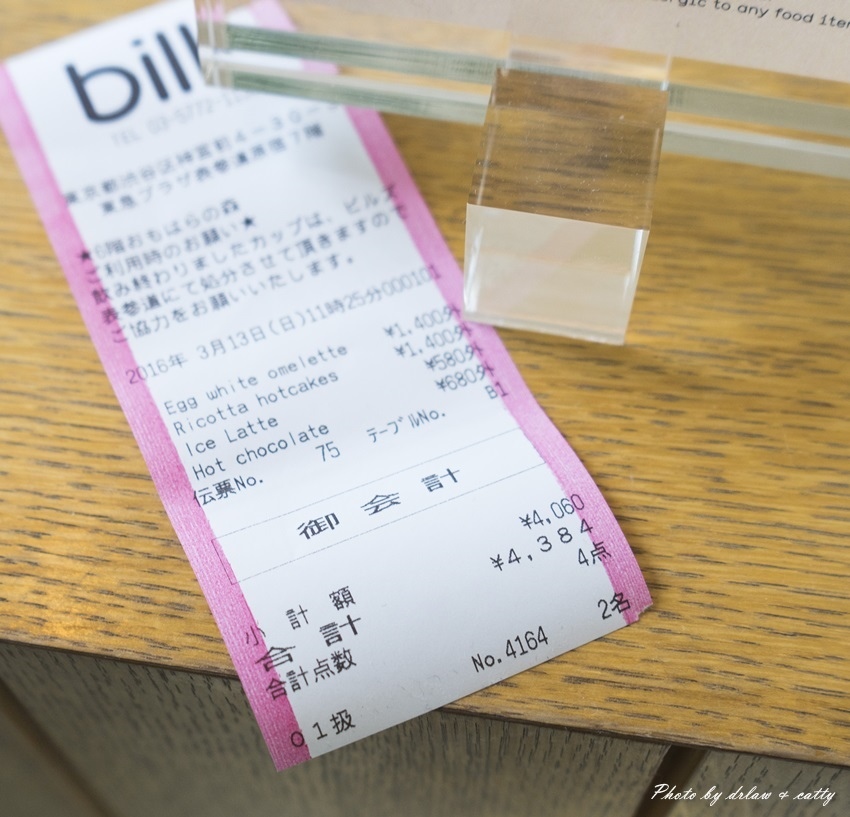 gic to any food iter
bill
TEL 03-5772-11
東京都渋谷区神宮前4-30-3
東急プラザ表参道原宿7階
★6階おもはらの森
ご利用時のお願い★
飲み終わりましたカップは、ビルズ
表参道にて処分させて頂きますので
ご協力をお願いいたします。
2016年 3月13日(日)11時25分000101
Egg white omelette ¥1,400外
Ricotta hotcakes ¥1,400外
Ice Latte ¥580外
Hot chocolate ¥680外
伝票No. 75 テーブルNo. B1
御会計
小計額 ¥4,060
合計 ¥4,384
合計点数 4点
01扱 No.4164 2名
Photo by drlaw & catty